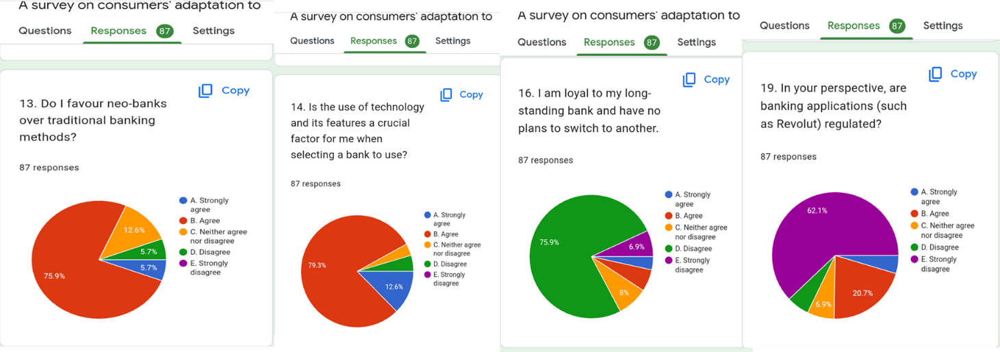 A survey on consumers' adaptation to
Questions Responses 87 Settings
Copy
13. Do I favour neo-banks
over traditional banking
methods?
87 responses
A. Strongly
agree
B. Agree
C. Neither agree
nor disagree
D. Disagree
E. Strongly
disagree
12.6%
5.7%
5.7%
75.9%
A survey on consumers' adaptation to
Questions Responses 87 Settings
Copy
14. Is the use of technology
and its features a crucial
factor for me when
selecting a bank to use?
87 responses
A. Strongly
agree
B. Agree
C. Neither agree
nor disagree
D. Disagree
E. Strongly
disagree
79.3%
12.6%
A survey on consumers' adaptation to
Questions Responses 87 Settings
Copy
16. I am loyal to my long-
standing bank and have no
plans to switch to another.
87 responses
A. Strongly
agree
B. Agree
C. Neither agree
nor disagree
D. Disagree
E. Strongly
disagree
75.9%
6.9%
8%
Questions Responses 87 Settings
Copy
19. In your perspective, are
banking applications (such
as Revolut) regulated?
87 responses
A. Strongly
agree
B. Agree
C. Neither agree
nor disagree
D. Disagree
E. Strongly
disagree
62.1%
20.7%
6.9%